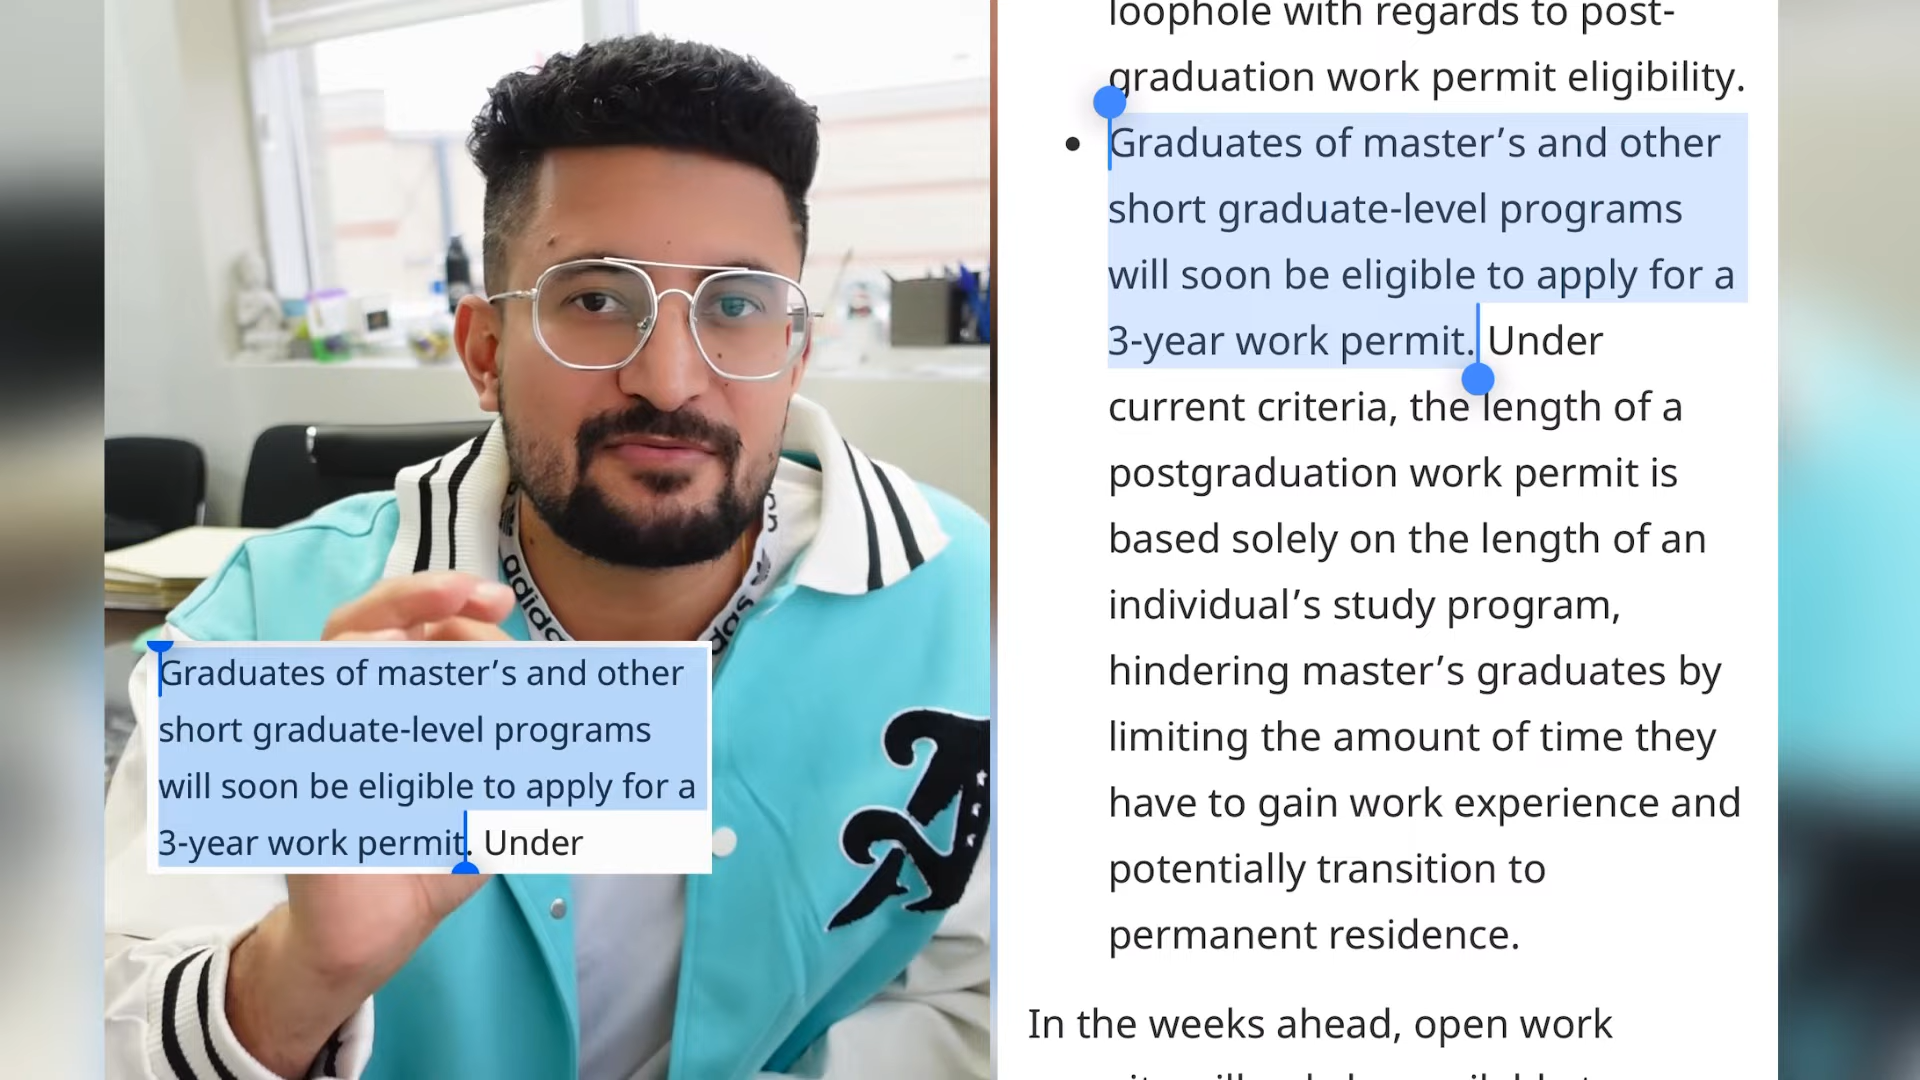 adidas
das
Graduates of master’s and other
short graduate-level programs
will soon be eligible to apply for a
3-year work permit. Under
loophole with regards to post-
graduation work permit eligibility.
• Graduates of master’s and other
short graduate-level programs
will soon be eligible to apply for a
3-year work permit. Under
current criteria, the length of a
postgraduation work permit is
based solely on the length of an
individual’s study program,
hindering master’s graduates by
limiting the amount of time they
have to gain work experience and
potentially transition to
permanent residence.
In the weeks ahead, open work